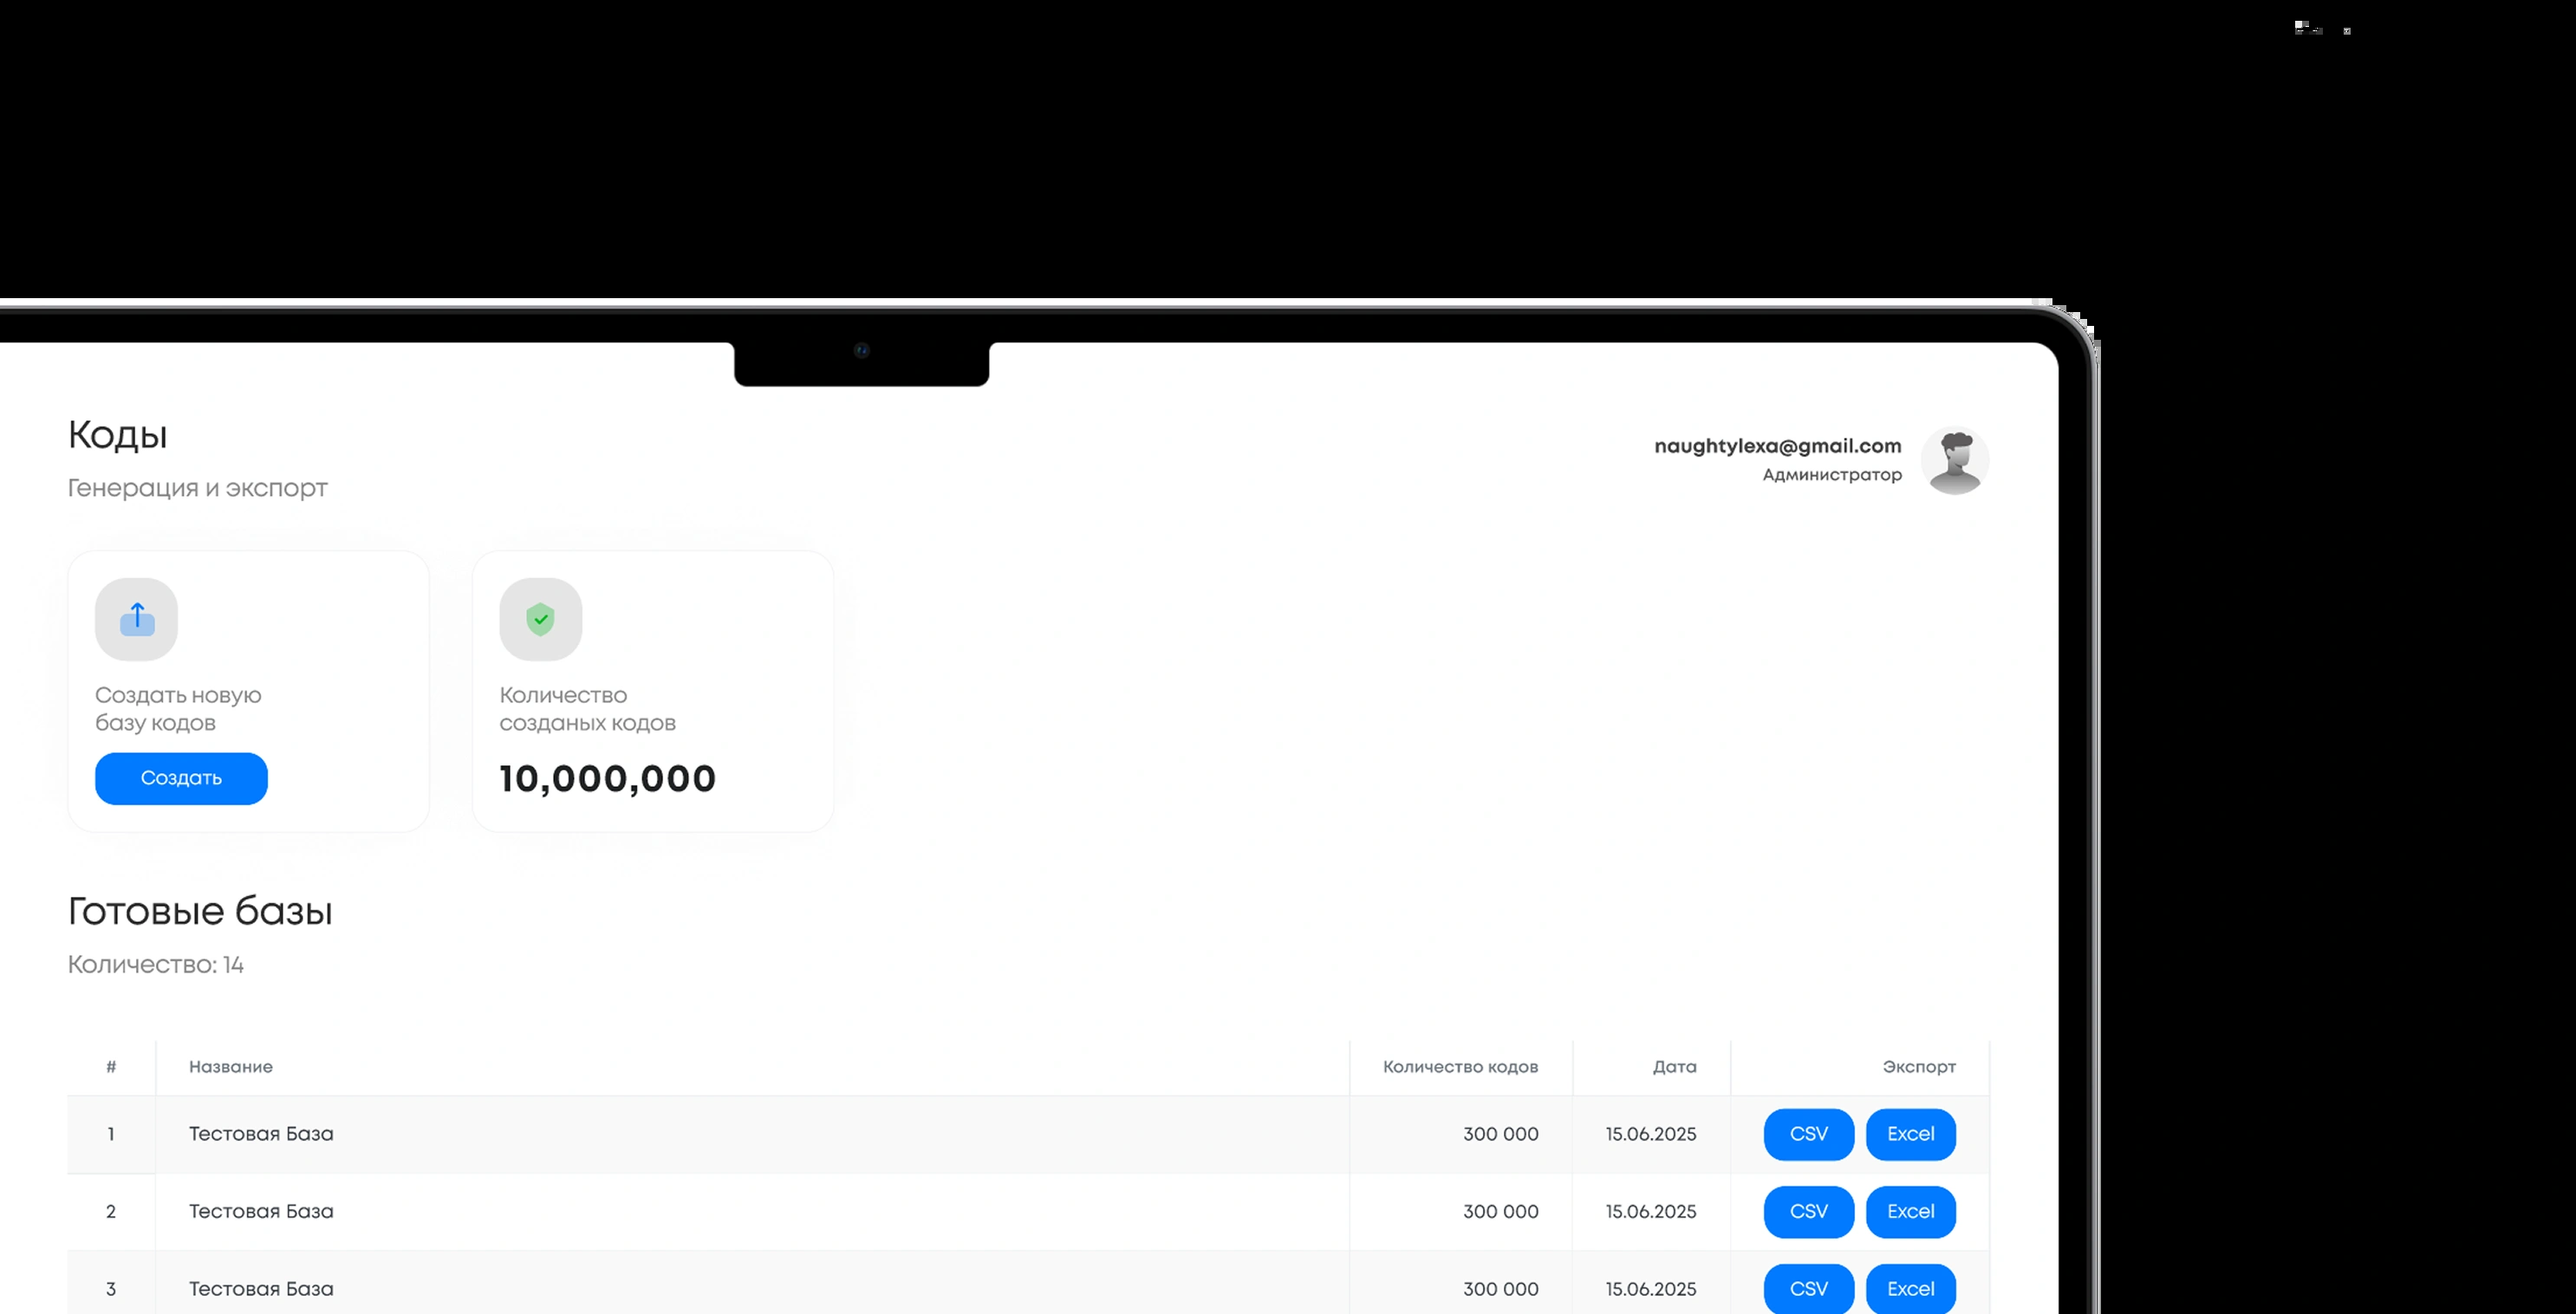 Коды
Генерация и экспорт
naughtylexa@gmail.com
Администратор
Создать новую
базу кодов
Создать
Количество
созданых кодов
10,000,000
Готовые базы
Количество: 14
# Название Количество кодов Дата Экспорт
1 Тестовая База 300 000 15.06.2025 CSV Excel
2 Тестовая База 300 000 15.06.2025 CSV Excel
3 Тестовая База 300 000 15.06.2025 CSV Excel